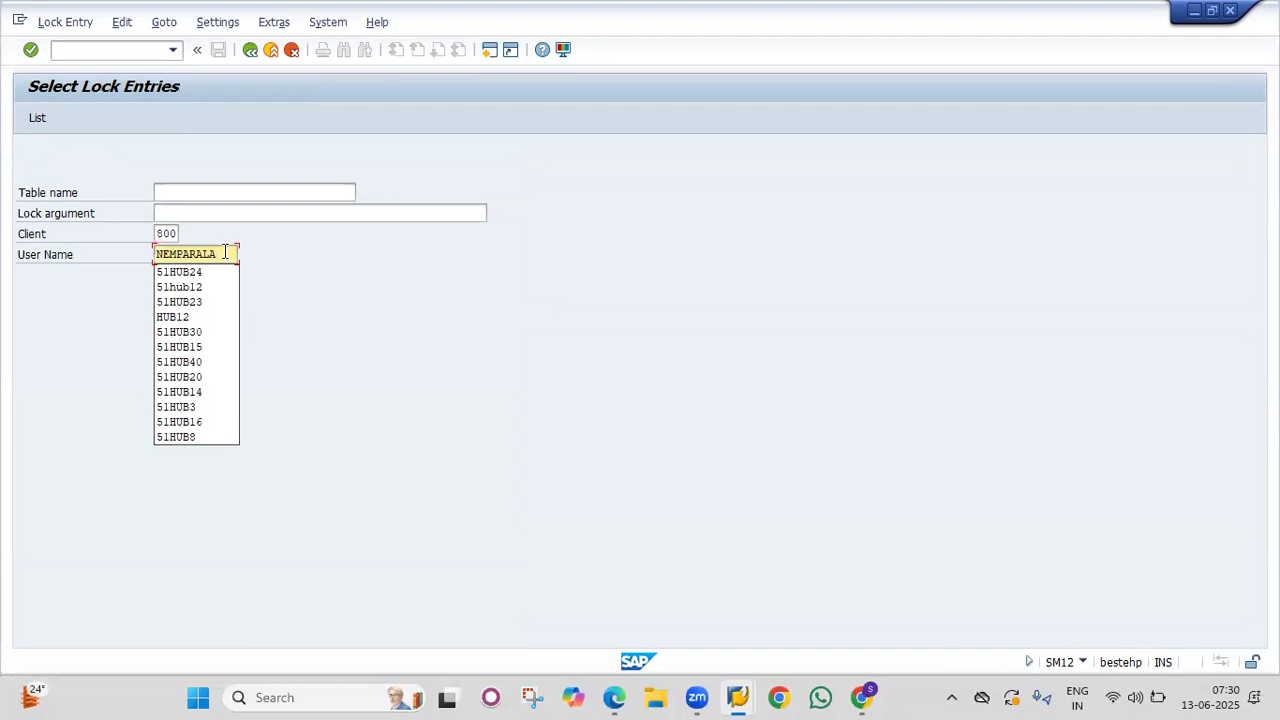 Lock Entry Edit Goto Settings Extras System Help
Select Lock Entries
List
Table name
Lock argument
Client 800
User Name NEMPARALA
51HUB24
51hub12
51HUB23
HUB12
51HUB30
51HUB15
51HUB40
51HUB20
51HUB14
51HUB3
51HUB16
51HUB8
SAP SM12 bestehp INS
24° Search zm S ENG IN 07:30 13-06-2025